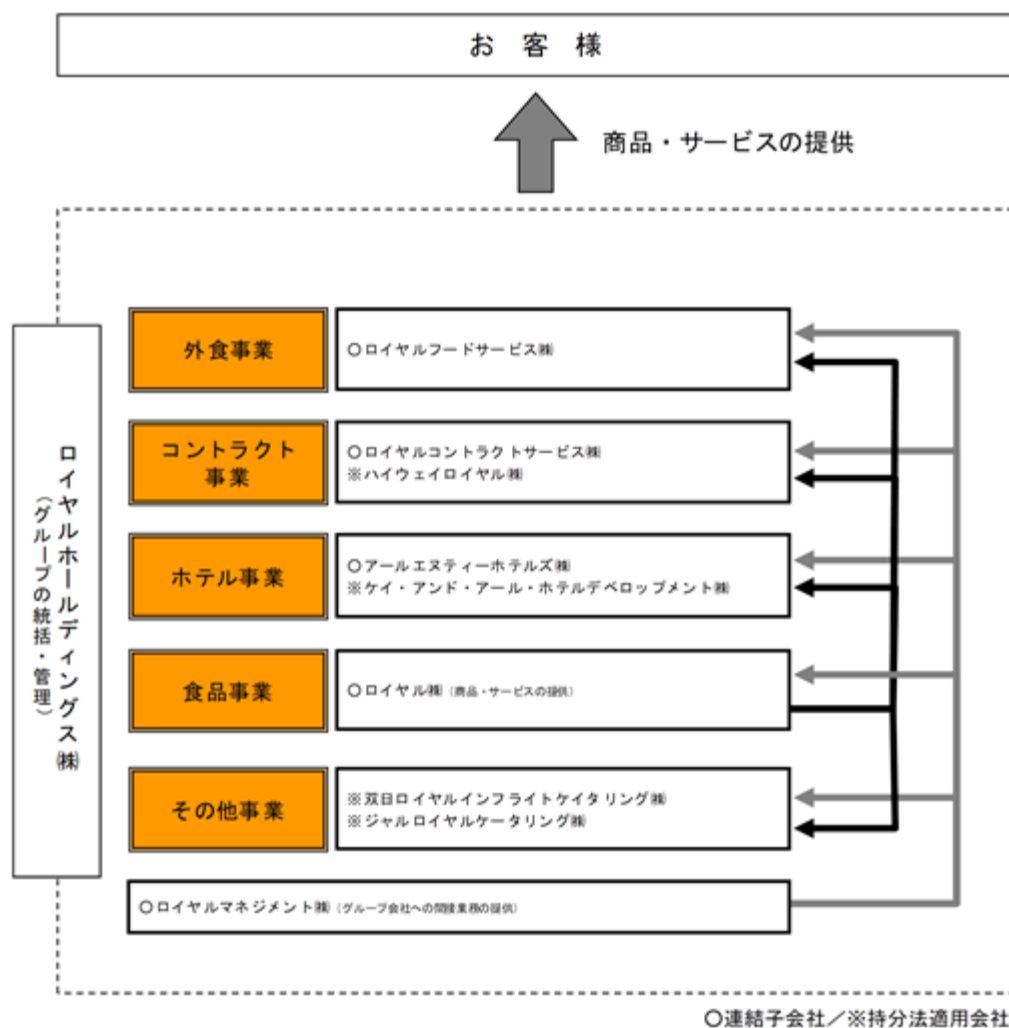 お客様
商品・サービスの提供
ロイヤルホールディングス㈱
（グループの統括・管理）
外食事業
○ロイヤルフードサービス㈱
コントラクト
事業
○ロイヤルコントラクトサービス㈱
※ハイウェイロイヤル㈱
ホテル事業
○アールエヌティーホテルズ㈱
※ケイ・アンド・アール・ホテルデベロップメント㈱
食品事業
○ロイヤル㈱（商品・サービスの提供）
その他事業
※双日ロイヤルインフライトケイタリング㈱
※ジャルロイヤルケータリング㈱
○ロイヤルマネジメント㈱（グループ会社への間接業務の提供）
○連結子会社／※持分法適用会社